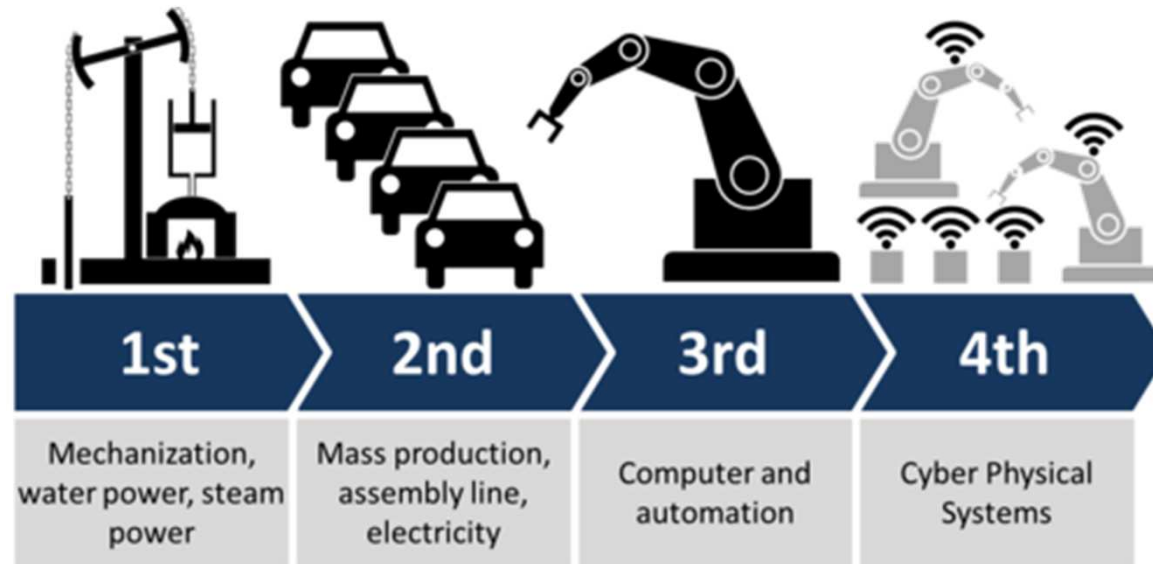 1st
2nd
3rd
4th
Mechanization,
water power, steam
power
Mass production,
assembly line,
electricity
Computer and
automation
Cyber Physical
Systems